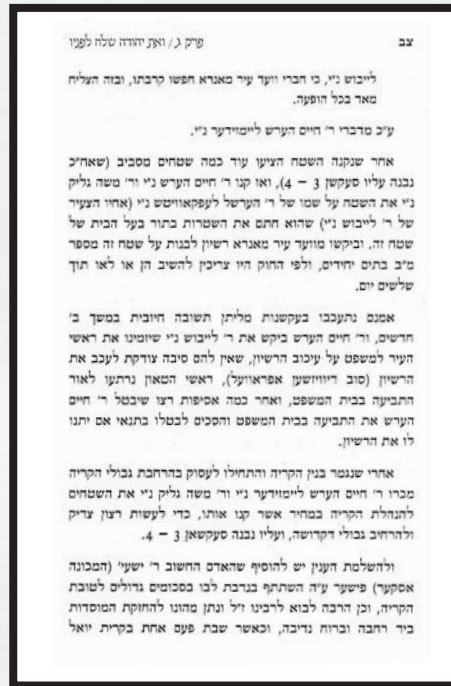 צב
פרק ג / ואת יהודה שלח לפניו
לייבוש נ״י, כי חברי וועד עיר מאנרא חפשו קרבתו, ובזה הצליח
מאד בכל הופעה.
ע״כ מדברי ר׳ חיים הערש ליימזידער נ״י.
אחר שנקנה השטח הציעו עוד כמה שטחים מסביב (שאח״כ
נבנה עליו סעקשן 3 – 4), ואז קנו ר׳ חיים הערש נ״י ור׳ משה גליק
נ״י את השטח על שמו של ר׳ הערשל לעפקאוויטש נ״י (אחיו הצעיר
של ר׳ לייבוש נ״י) שהוא חתם את השטרות בתור בעל הבית של
שטח זה. וביקשו מוועד עיר מאנרא רשיון לבנות על שטח זה מספר
מ״ב בתים יחידים, ולפי החוק היו צריכין להשיב הן או לאו תוך
שלשים יום.
אמנם נתעכבו בעקשנות מליתן תשובה חיובית במשך ב׳
חדשים, ור׳ חיים הערש ביקש את ר׳ לייבוש נ״י שיזמינו את ראשי
העיר למשפט על עיכוב הרשיון, שאין להם סיבה צודקת לעכב את
הרשיון (סוב דיוויזשען אפראוועל), ראשי הטאון נרתעו לאור
התביעה בבית המשפט, ואחר כמה אסיפות רצו שיבטל ר׳ חיים
הערש את התביעה בבית המשפט והסכים לבטלו בתנאי אם יתנו
לו את הרשיון.
אחרי שנגמר בנין הקריה והתחילו לעסוק בהרחבת גבולי הקריה
מכרו ר׳ חיים הערש ליימזידער נ״י ור׳ משה גליק נ״י את השטחים
להנהלת הקריה במחיר אשר קנו אותו, כדי לעשות רצון צדיק
ולהרחיב גבולי דקדושה, ועליו נבנה סעקשאן 3 – 4.
ולהשלמת הענין יש להוסיף שהאדם החשוב ר׳ ישעי׳ (המכונה
אסקער) פישער ע״ה השתתף בנדבת לבו בסכומים גדולים לטובת
הקריה, וכן הרבה לבוא לרבינו ז״ל ונתן מהונו להחזקת המוסדות
ביד רחבה וברוח נדיבה, וכאשר שבת פעם אחת בקרית יואל